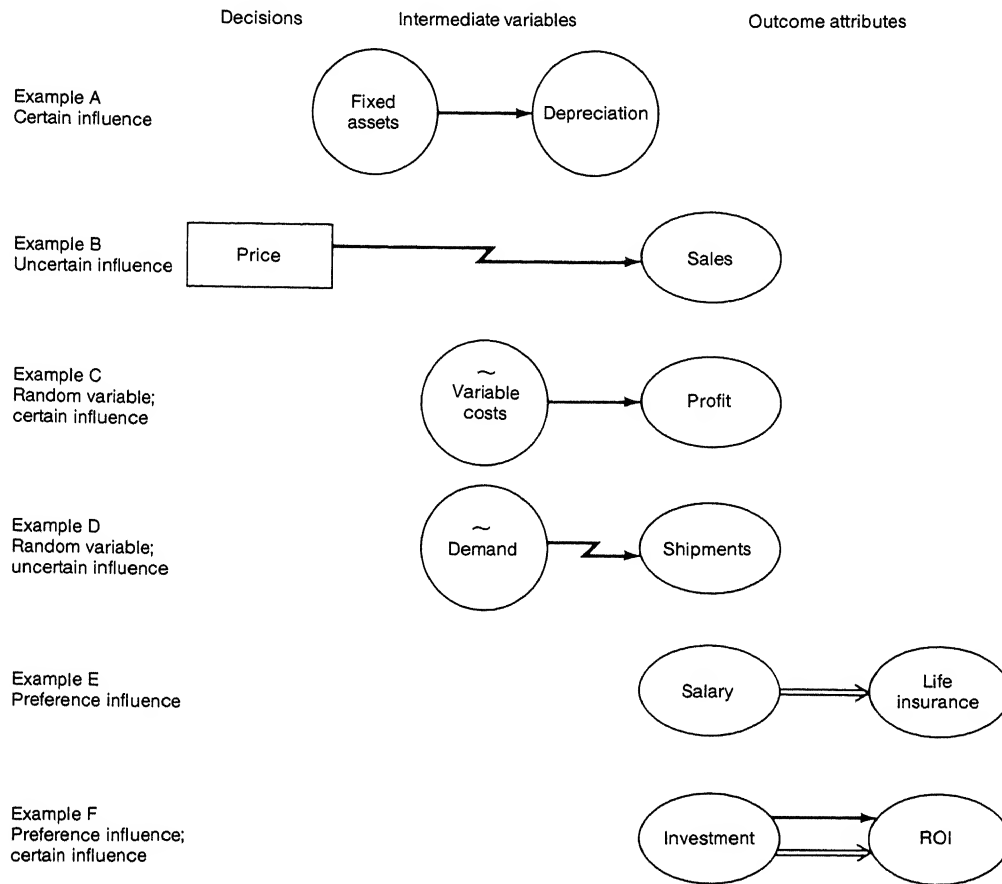 Decisions
Intermediate variables
Outcome attributes
Example A
Certain influence
Fixed
assets
Depreciation
Example B
Uncertain influence
Price
Sales
Example C
Random variable;
certain influence
~
Variable
costs
Profit
Example D
Random variable;
uncertain influence
~
Demand
Shipments
Example E
Preference influence
Salary
Life
insurance
Example F
Preference influence;
certain influence
Investment
ROI